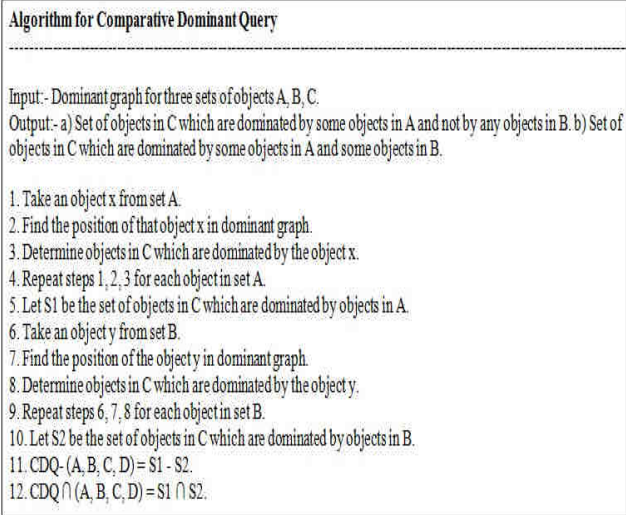 Algorithm for Comparative Dominant Query
Input:- Dominant graph for three sets of objects A, B, C.
Output:- a) Set of objects in C which are dominated by some objects in A and not by any objects in B. b) Set of
objects in C which are dominated by some objects in A and some objects in B.
1. Take an object x from set A.
2. Find the position of that object x in dominant graph.
3. Determine objects in C which are dominated by the object x.
4. Repeat steps 1, 2, 3 for each object in set A.
5. Let S1 be the set of objects in C which are dominated by objects in A.
6. Take an object y from set B.
7. Find the position of the object y in dominant graph.
8. Determine objects in C which are dominated by the object y.
9. Repeat steps 6, 7, 8 for each object in set B.
10. Let S2 be the set of objects in C which are dominated by objects in B.
11. CDQ- (A, B, C, D) = S1 - S2.
12. CDQ ∩ (A, B, C, D) = S1 ∩ S2.